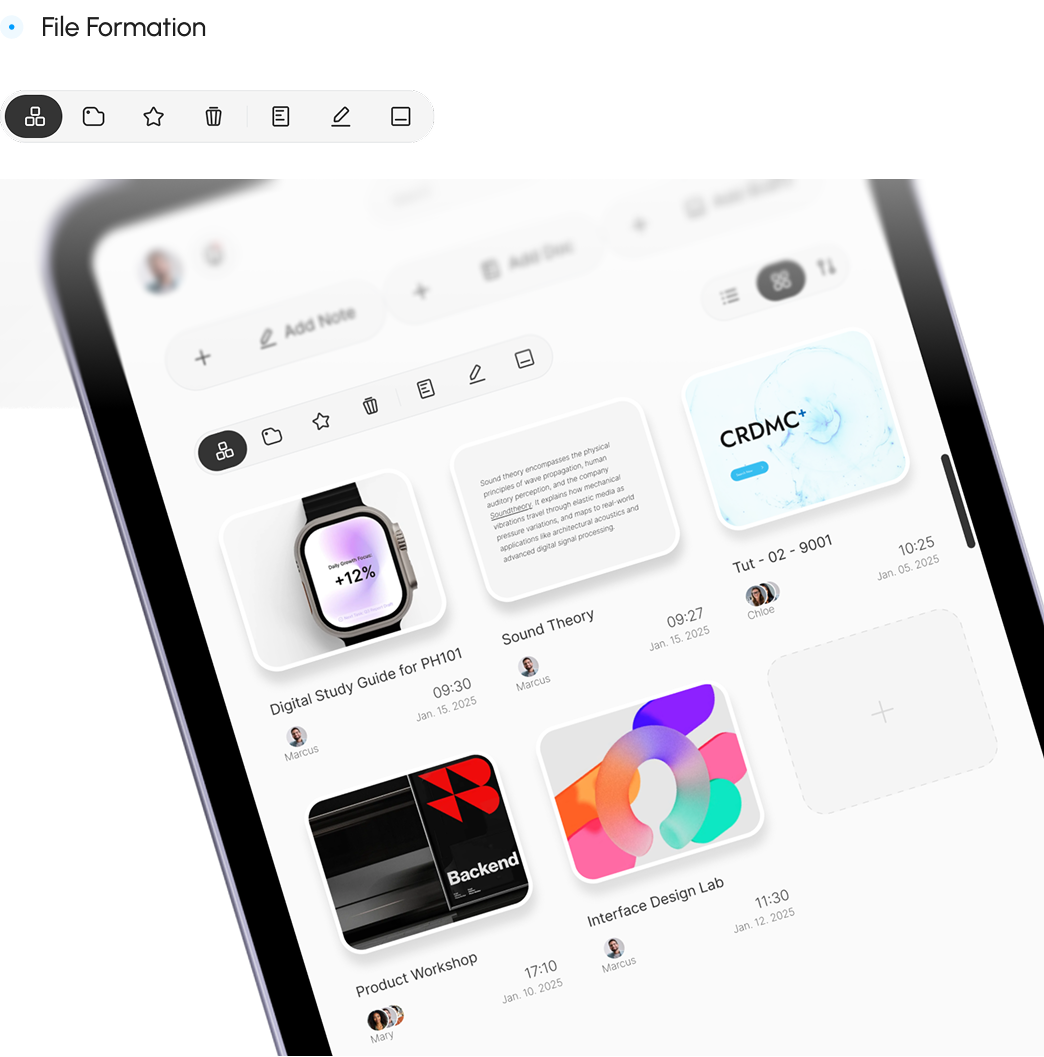 File Formation
Add Note
Add Doc
Daily Growth Focus:
+12%
Sound theory encompasses the physical
principles of wave propagation, human
auditory perception, and the company
Soundtheory. It explains how mechanical
vibrations travel through elastic media as
pressure variations, and maps to real-world
applications like architectural acoustics and
advanced digital signal processing.
CRDMC+
Digital Study Guide for PH101
09:30
Jan. 15. 2025
Marcus
Sound Theory
09:27
Jan. 15. 2025
Marcus
Tut - 02 - 9001
10:25
Jan. 05. 2025
Chloe
Backend
Product Workshop
17:10
Jan. 10. 2025
Mary
Interface Design Lab
11:30
Jan. 12. 2025
Marcus